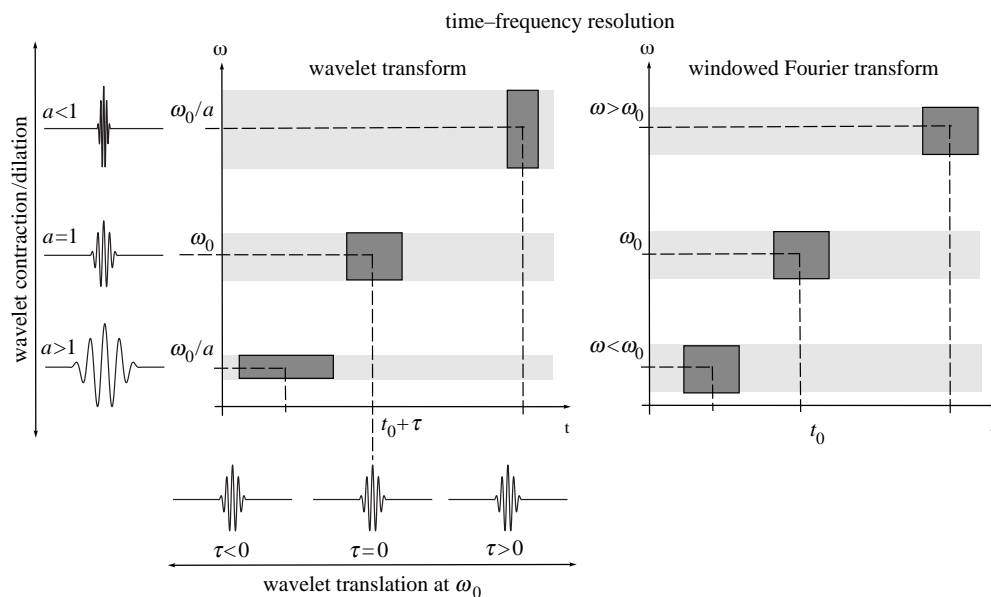 time–frequency resolution
wavelet transform
windowed Fourier transform
ω
ω
wavelet contraction/dilation
a<1
a=1
a>1
ω₀/a
ω₀
ω₀/a
ω>ω₀
ω₀
ω<ω₀
t₀+τ
t
t₀
τ<0
τ=0
τ>0
wavelet translation at ω₀